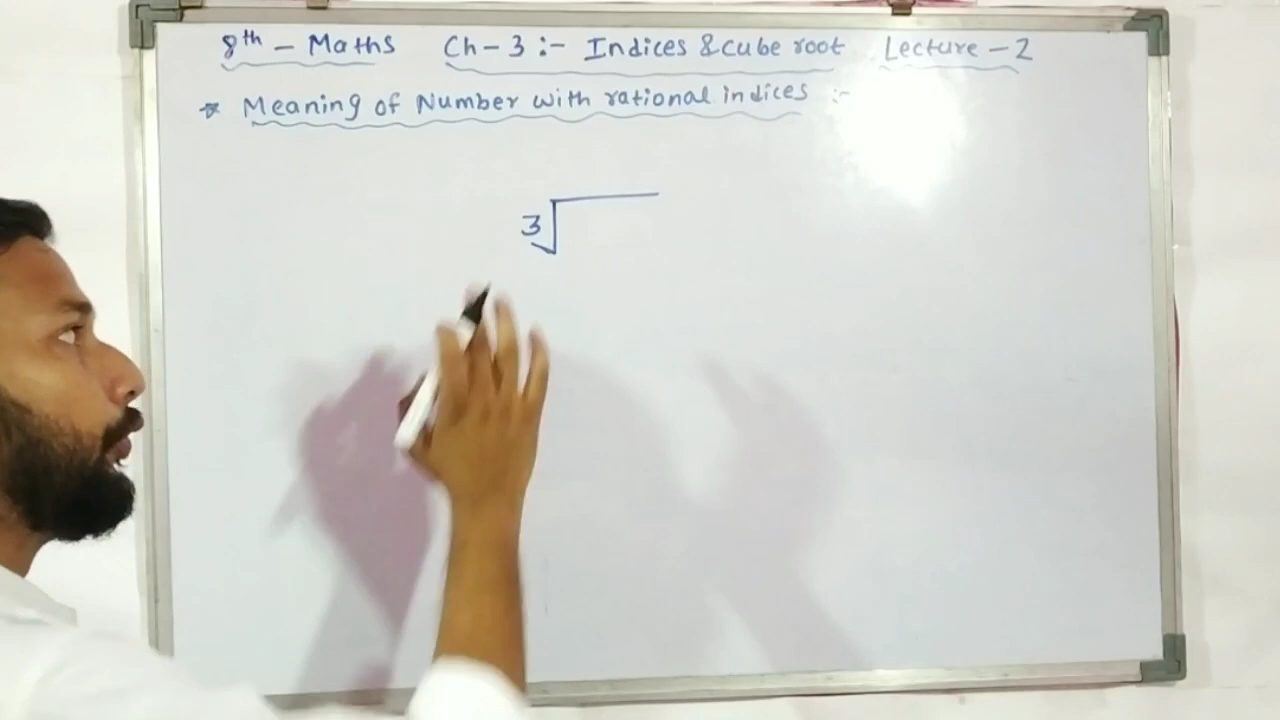 8th - Maths Ch-3 :- Indices & cube root Lecture - 2
* Meaning of Number with rational indices :-
3√